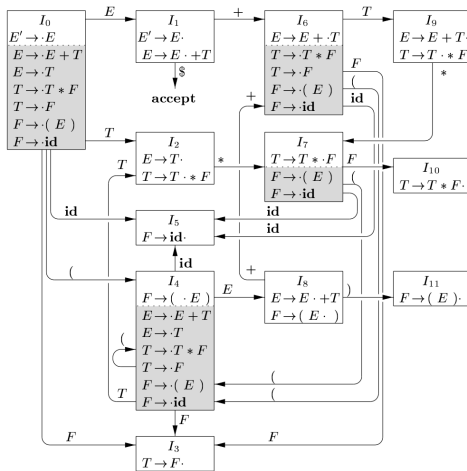 I₀
E′ → ·E
E → ·E + T
E → ·T
T → ·T * F
T → ·F
F → ·( E )
F → ·id
E
I₁
E′ → E·
E → E· + T
$
accept
+
I₆
E → E + ·T
T → ·T * F
T → ·F
F → ·( E )
F → ·id
T
I₉
E → E + T·
T → T· * F
F
(
id
*
+
T
I₂
E → T·
T → T· * F
*
I₇
T → T * ·F
F → ·( E )
F → ·id
F
I₁₀
T → T * F·
(
T
id
I₅
F → id·
id
id
id
(
I₄
F → ( ·E )
E → ·E + T
E → ·T
T → ·T * F
T → ·F
F → ·( E )
F → ·id
E
+
I₈
E → E· + T
F → ( E· )
)
I₁₁
F → ( E )·
(
(
T
(
F
F
I₃
T → F·
F